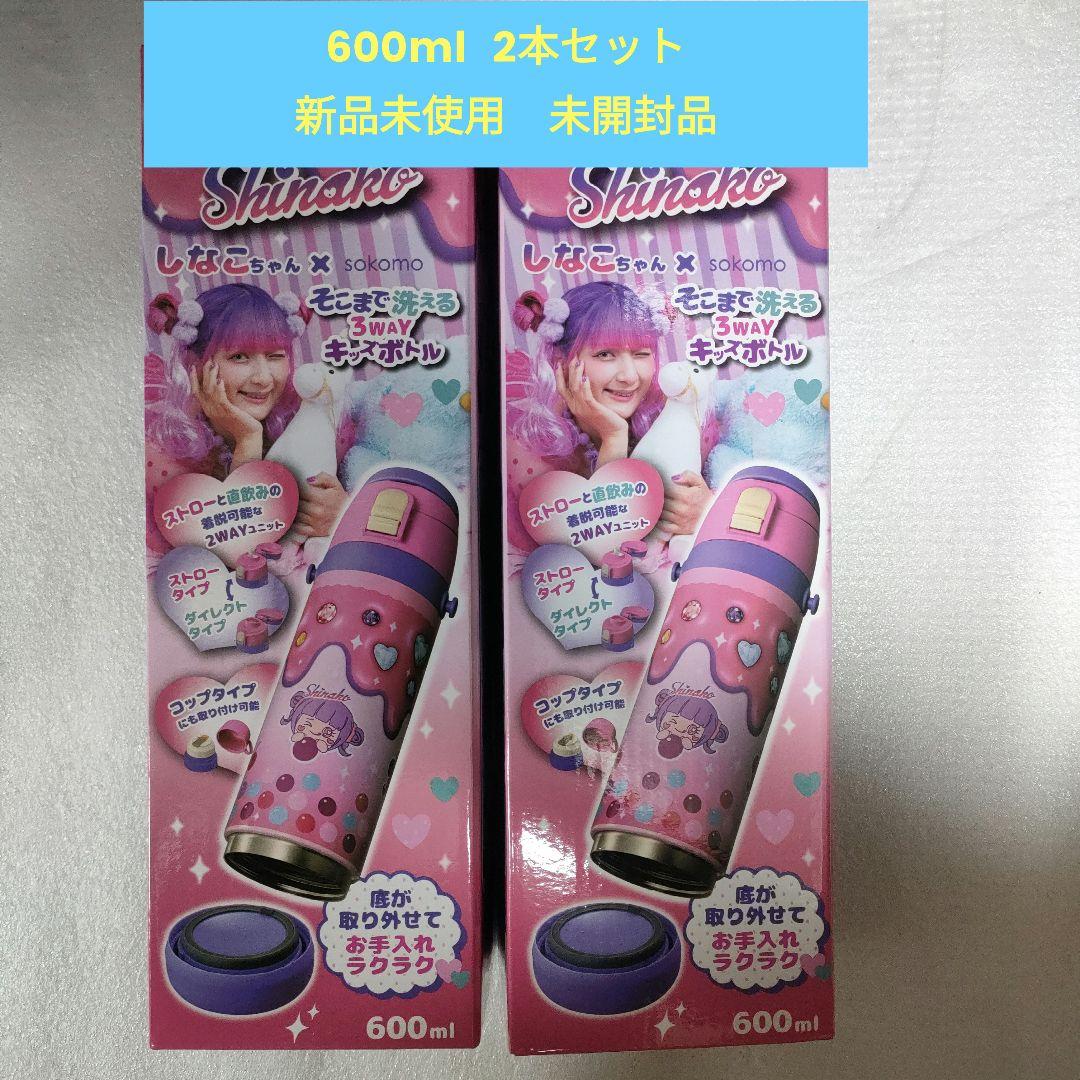 600ml 2本セット
新品未使用　未開封品
Shinako
しなこちゃん × sokomo
そこまで洗える
3WAY
キッズボトル
ストローと直飲みの
着脱可能な
2WAYユニット
ストロー
タイプ
ダイレクト
タイプ
コップタイプ
にも取り付け可能
Shinako
底が
取り外せて
お手入れ
ラクラク
600ml
Shinako
しなこちゃん × sokomo
そこまで洗える
3WAY
キッズボトル
ストローと直飲みの
着脱可能な
2WAYユニット
ストロー
タイプ
ダイレクト
タイプ
コップタイプ
にも取り付け可能
Shinako
底が
取り外せて
お手入れ
ラクラク
600ml